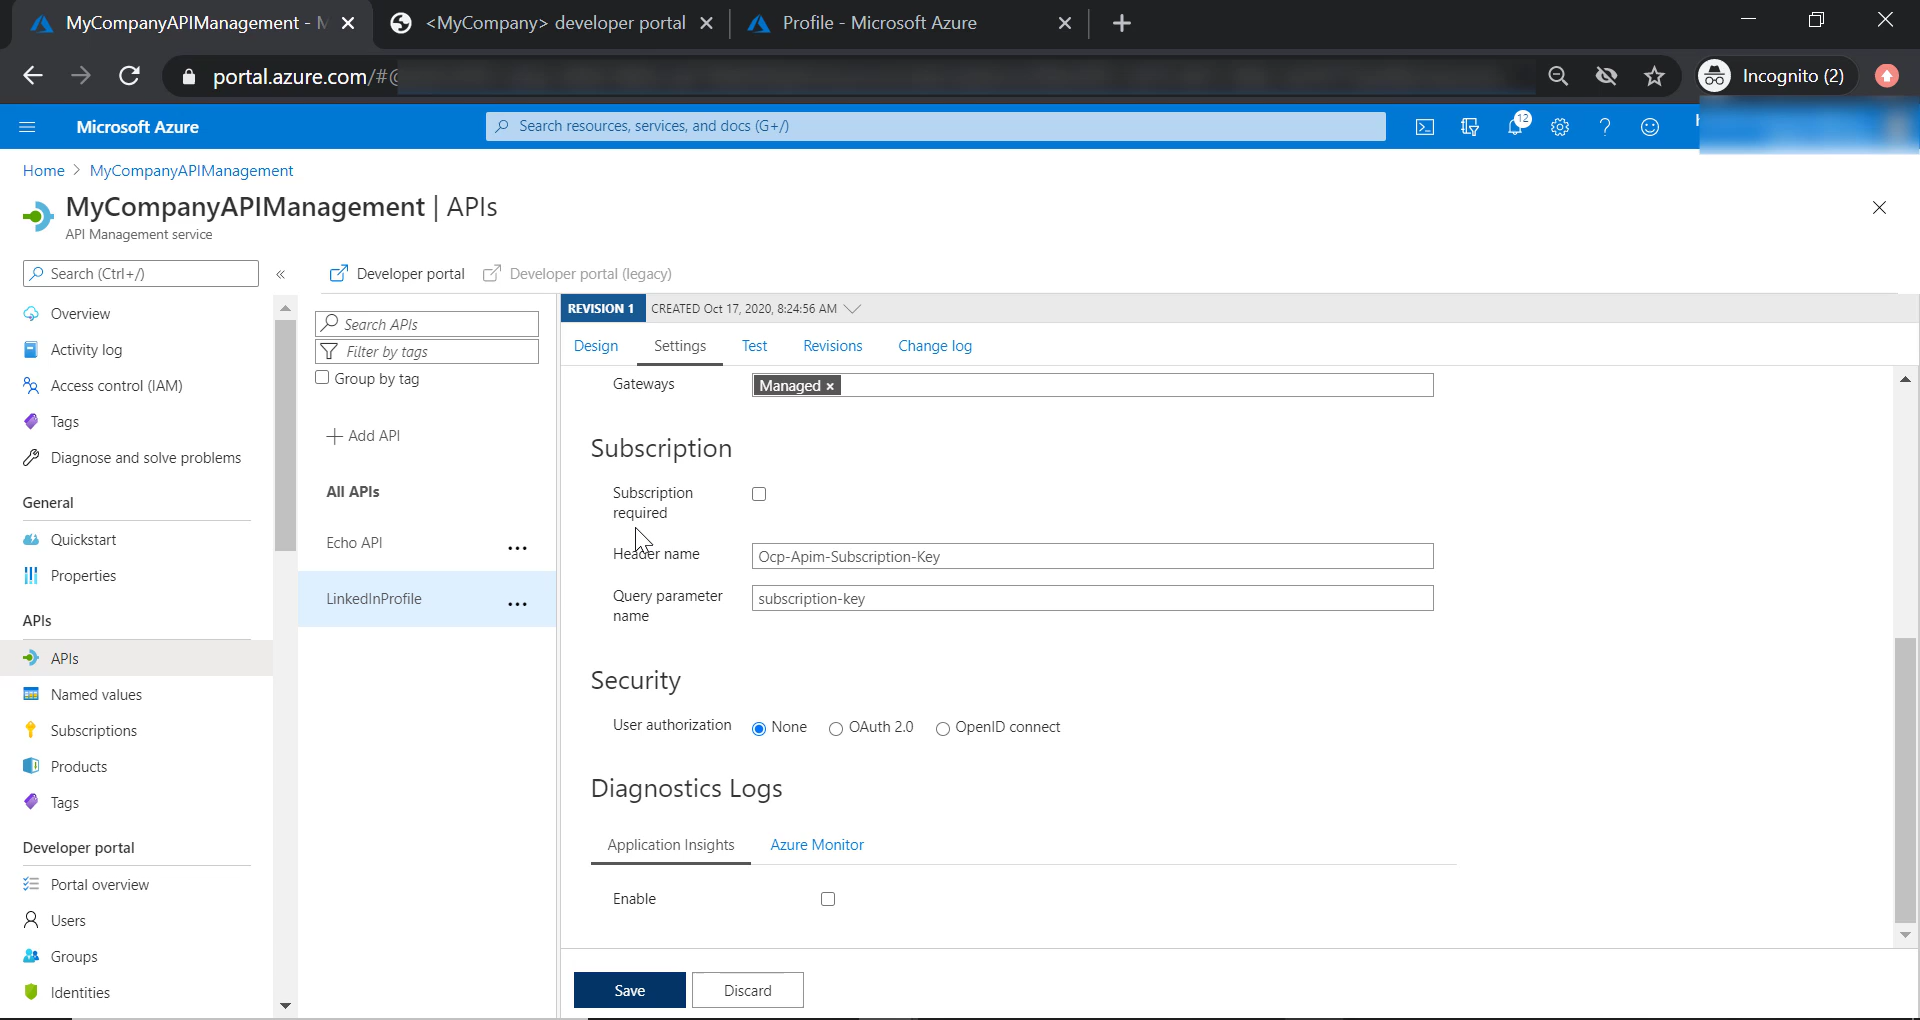 MyCompanyAPIManagement - M
<MyCompany> developer portal
Profile - Microsoft Azure
portal.azure.com/#@
Incognito (2)
Microsoft Azure
Search resources, services, and docs (G+/)
12
Home > MyCompanyAPIManagement
MyCompanyAPIManagement | APIs
API Management service
Search (Ctrl+/)
«
Developer portal
Developer portal (legacy)
Overview
Activity log
Access control (IAM)
Tags
Diagnose and solve problems
General
Quickstart
Properties
APIs
APIs
Named values
Subscriptions
Products
Tags
Developer portal
Portal overview
Users
Groups
Identities
Search APIs
Filter by tags
Group by tag
+ Add API
All APIs
Echo API ...
LinkedInProfile ...
REVISION 1 CREATED Oct 17, 2020, 8:24:56 AM
Design Settings Test Revisions Change log
Gateways Managed ×
Subscription
Subscription
required
Header name Ocp-Apim-Subscription-Key
Query parameter
name
subscription-key
Security
User authorization None OAuth 2.0 OpenID connect
Diagnostics Logs
Application Insights Azure Monitor
Enable
Save Discard